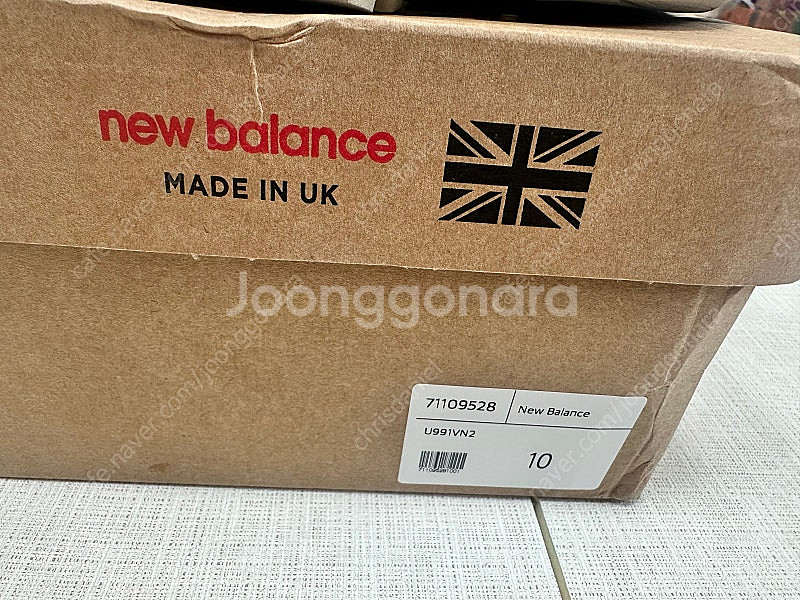 new balance
MADE IN UK
Joonggonara
71109528 New Balance
U991VN2
10